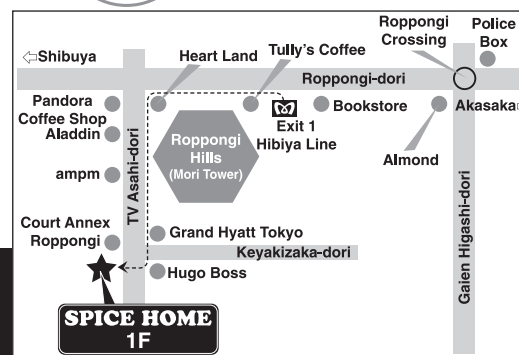 Roppongi
Crossing
Police
Box
⇦Shibuya
Heart Land
Tully's Coffee
Roppongi-dori
Pandora
Coffee Shop
Aladdin
Bookstore
Akasaka
Exit 1
Hibiya Line
Roppongi
Hills
(Mori Tower)
Almond
ampm
TV Asahi-dori
Gaien Higashi-dori
Court Annex
Roppongi
Grand Hyatt Tokyo
Keyakizaka-dori
Hugo Boss
SPICE HOME
1F